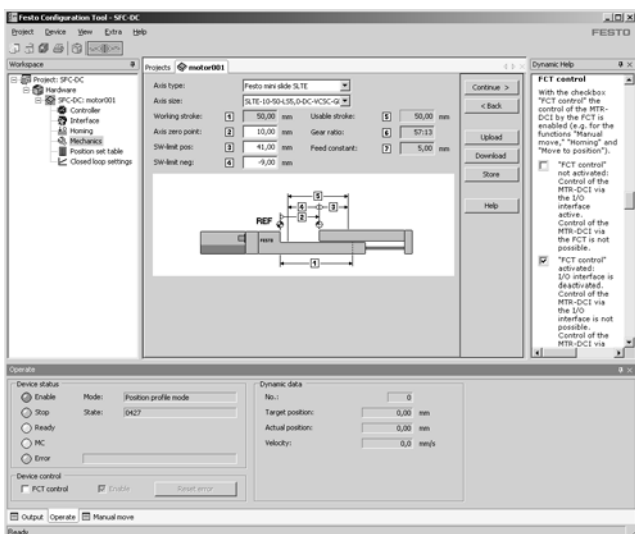 Festo Configuration Tool - SFC-DC
Project Device View Extra Help
FESTO
Workspace
Project: SFC-DC
Hardware
SFC-DC: motor001
Controller
Interface
Homing
Mechanics
Position set table
Closed loop settings
Projects motor001
Axis type: Festo mini slide SLTE
Axis size: SLTE-10-50-LS5,0-DC-VCSC-G
Working stroke: 1 50,00 mm Usable stroke: 5 50,00 mm
Axis zero point: 2 10,00 mm Gear ratio: 6 57:13
SW-limit pos: 3 41,00 mm Feed constant: 7 5,00 mm
SW-limit neg: 4 -9,00 mm
5
4 3
REF 2
FESTO
1
Continue >
< Back
Upload
Download
Store
Help
Dynamic Help
FCT control
With the checkbox
"FCT control" the
control of the MTR-
DCI by the FCT is
enabled (e.g. for the
functions "Manual
move," "Homing" and
"Move to position").
"FCT control"
not activated:
Control of the
MTR-DCI via
the I/O
interface
active.
Control of the
MTR-DCI via
the FCT is not
possible.
"FCT control"
activated:
I/O interface is
deactivated.
Control of the
MTR-DCI via
the I/O
interface is not
possible.
Control of the
MTR-DCI via
Operate
Device status
Enable Mode: Position profile mode
Stop State: 0427
Ready
MC
Error
Device control
FCT control Enable Reset error
Dynamic data
No.: 0
Target position: 0,00 mm
Actual position: 0,00 mm
Velocity: 0,0 mm/s
Output Operate Manual move
Ready